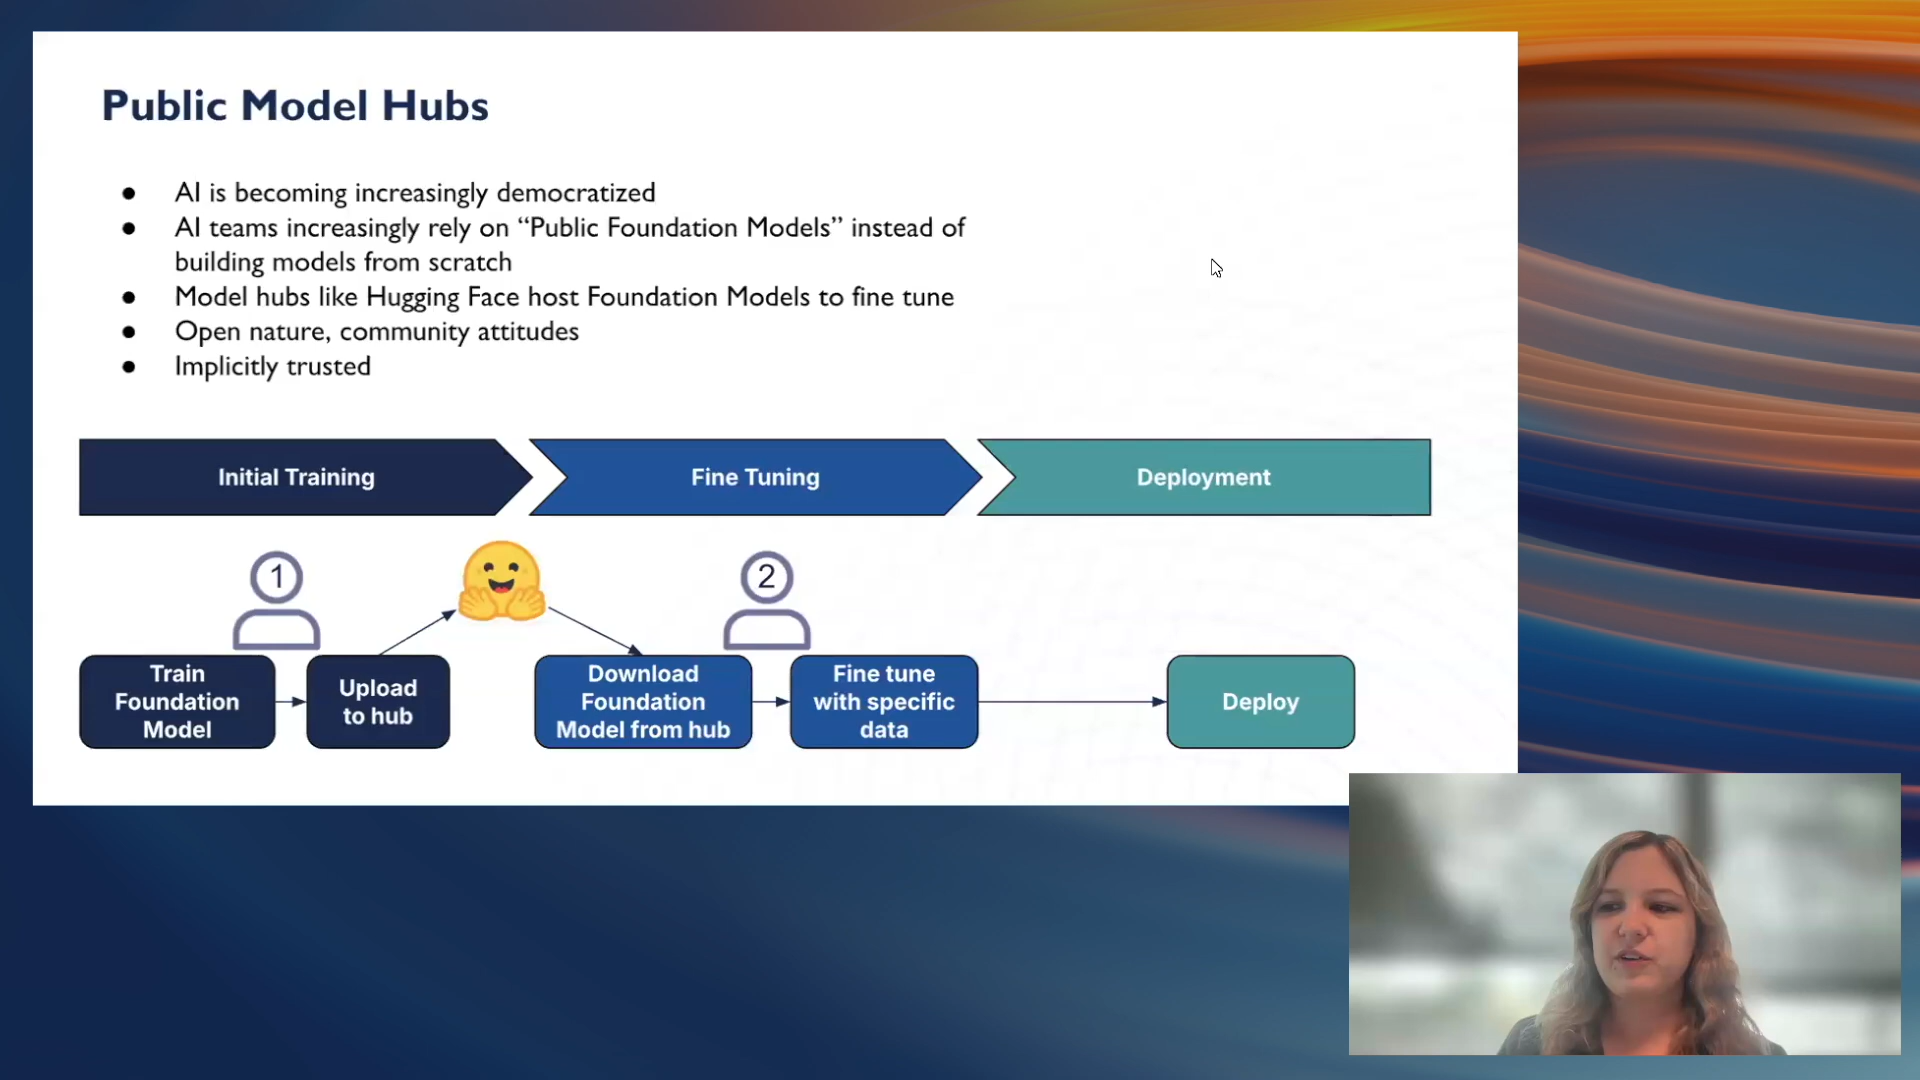 Public Model Hubs
● AI is becoming increasingly democratized
● AI teams increasingly rely on “Public Foundation Models” instead of
building models from scratch
● Model hubs like Hugging Face host Foundation Models to fine tune
● Open nature, community attitudes
● Implicitly trusted
Initial Training
Fine Tuning
Deployment
1
2
Train
Foundation
Model
Upload
to hub
Download
Foundation
Model from hub
Fine tune
with specific
data
Deploy